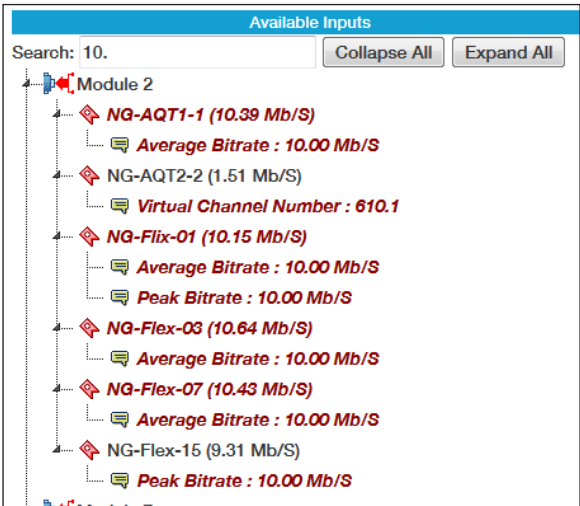 Available Inputs
Search: 10. Collapse All Expand All
Module 2
NG-AQT1-1 (10.39 Mb/S)
Average Bitrate : 10.00 Mb/S
NG-AQT2-2 (1.51 Mb/S)
Virtual Channel Number : 610.1
NG-Flix-01 (10.15 Mb/S)
Average Bitrate : 10.00 Mb/S
Peak Bitrate : 10.00 Mb/S
NG-Flex-03 (10.64 Mb/S)
Average Bitrate : 10.00 Mb/S
NG-Flex-07 (10.43 Mb/S)
Average Bitrate : 10.00 Mb/S
NG-Flex-15 (9.31 Mb/S)
Peak Bitrate : 10.00 Mb/S